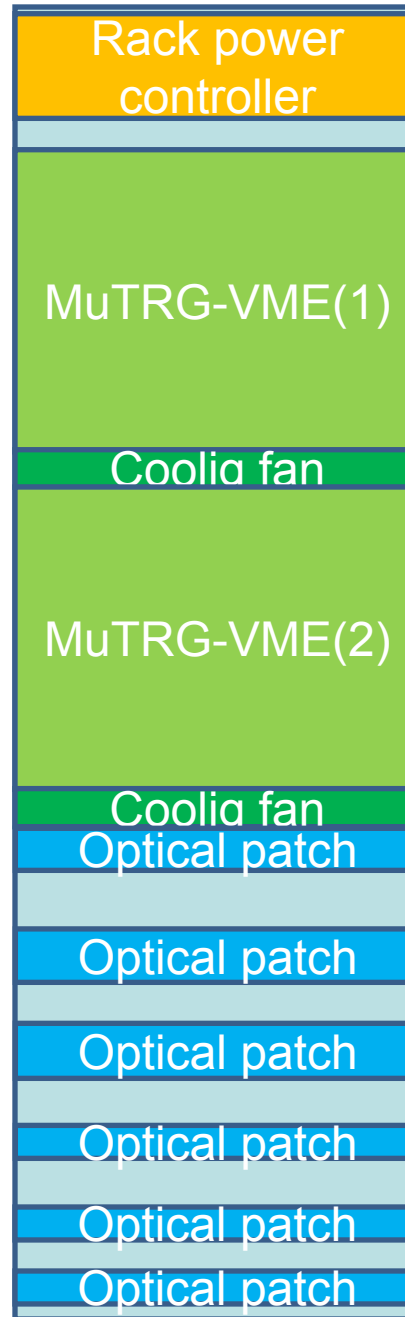 Rack power
controller
MuTRG-VME(1)
Coolig fan
MuTRG-VME(2)
Coolig fan
Optical patch
Optical patch
Optical patch
Optical patch
Optical patch
Optical patch